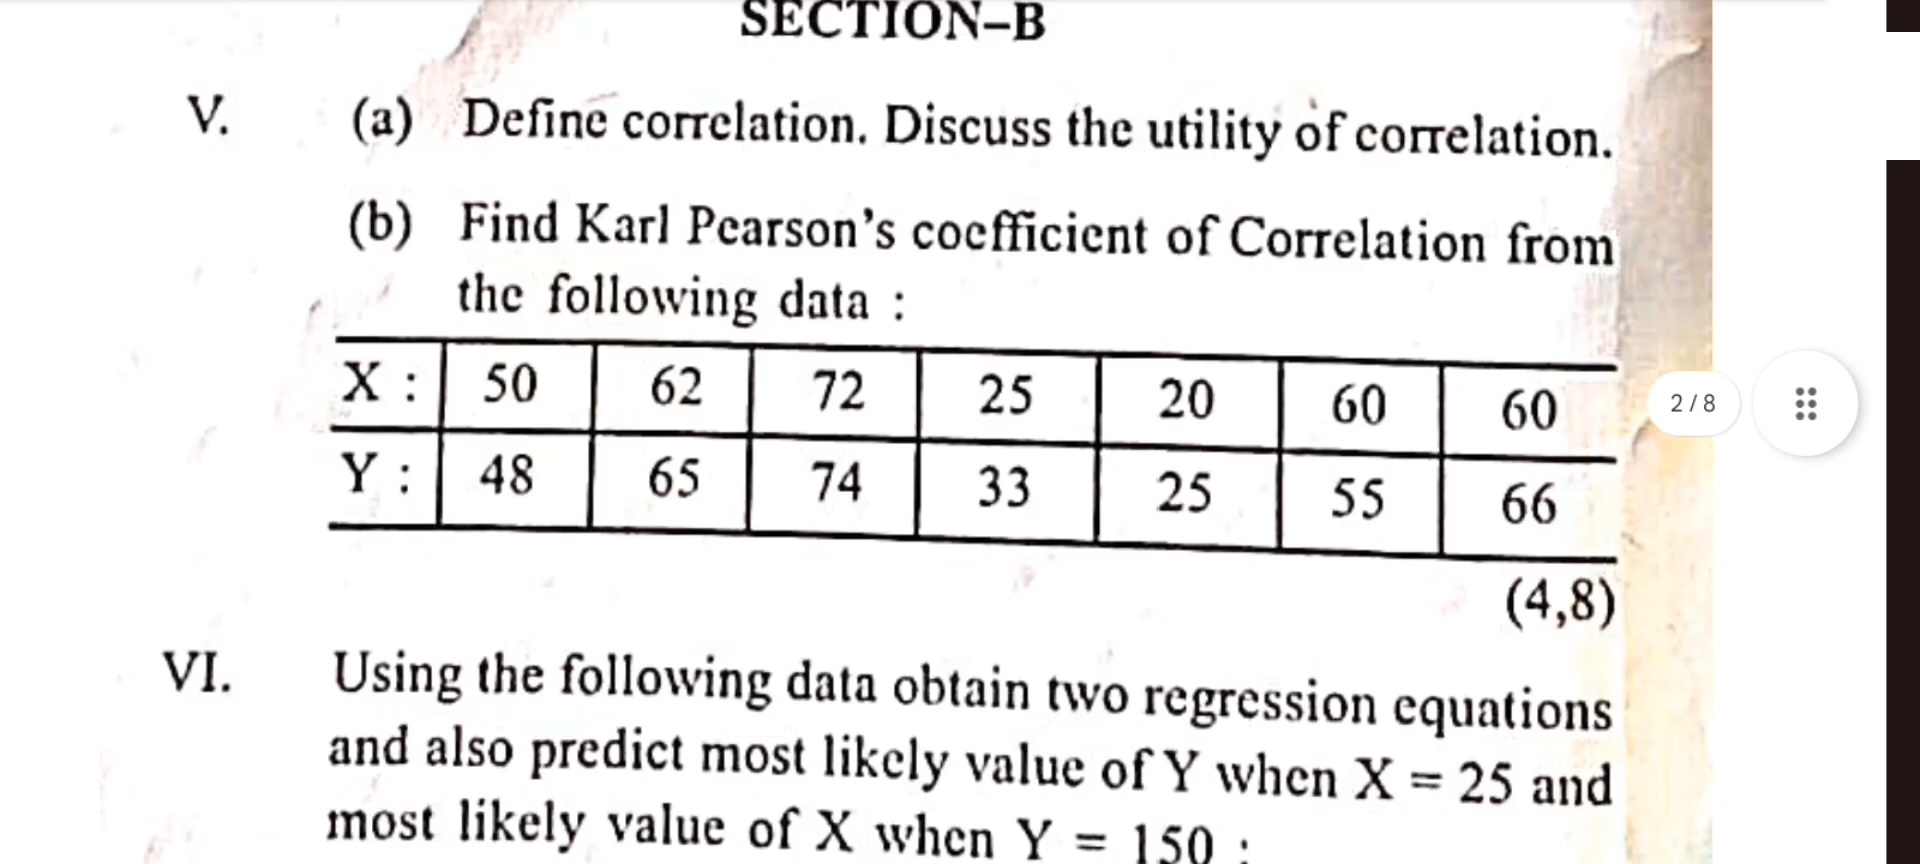 SECTION–B
V. (a) Define correlation. Discuss the utility of correlation.
(b) Find Karl Pearson's coefficient of Correlation from
the following data :
X : 50 62 72 25 20 60 60
Y : 48 65 74 33 25 55 66
2 / 8
(4,8)
VI. Using the following data obtain two regression equations
and also predict most likely value of Y when X = 25 and
most likely value of X when Y = 150 :